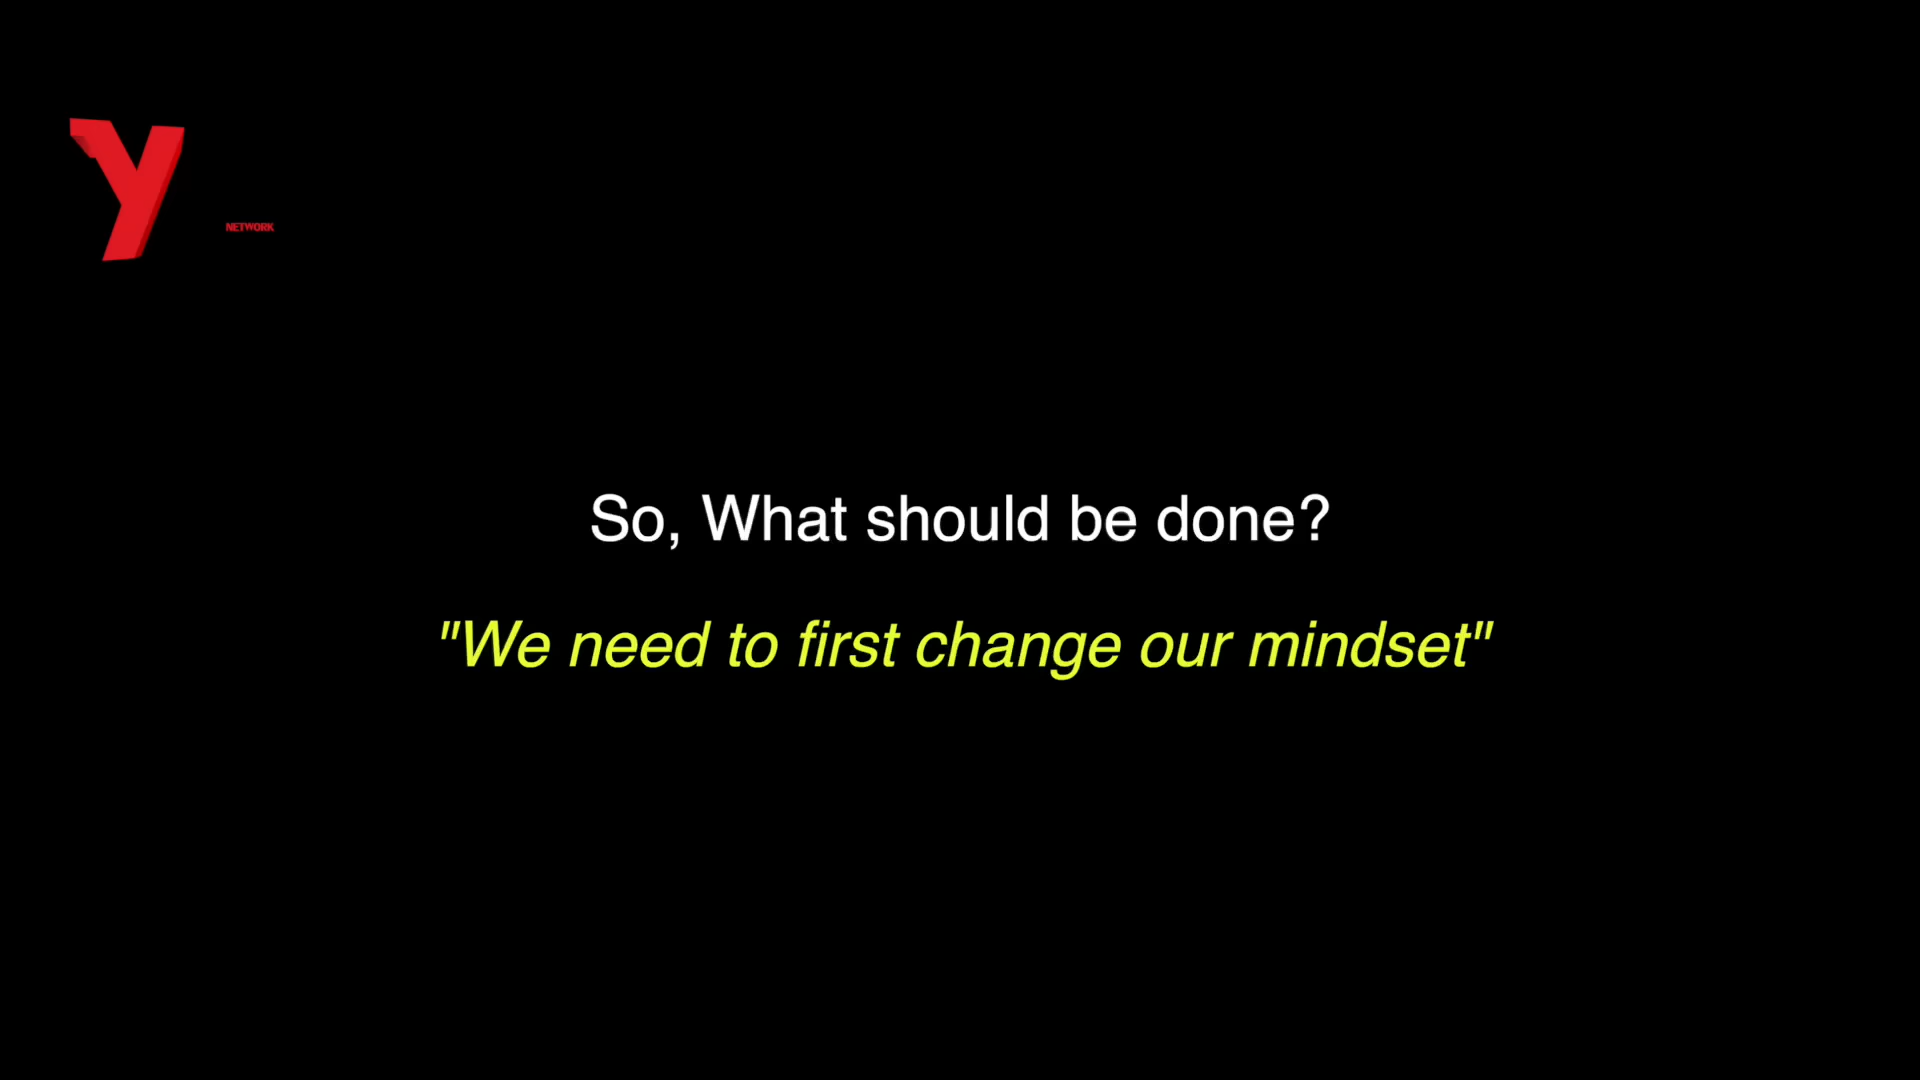 Y
NETWORK
So, What should be done?
"We need to first change our mindset"